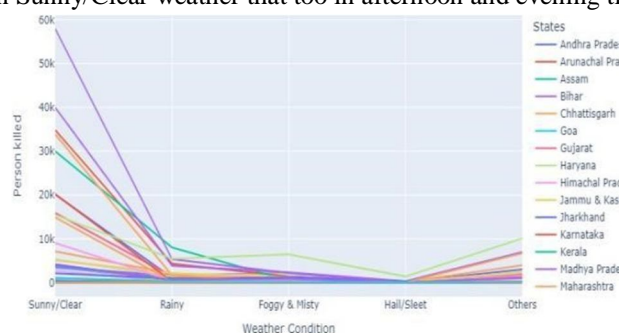 n Sunny/Clear weather that too in afternoon and evening ti
60k
50k
40k
30k
20k
10k
0
Person killed
Sunny/Clear
Rainy
Foggy & Misty
Hail/Sleet
Others
Weather Condition
States
Andhra Prade
Arunachal Pra
Assam
Bihar
Chhattisgarh
Goa
Gujarat
Haryana
Himachal Prad
Jammu & Kas
Jharkhand
Karnataka
Kerala
Madhya Prade
Maharashtra